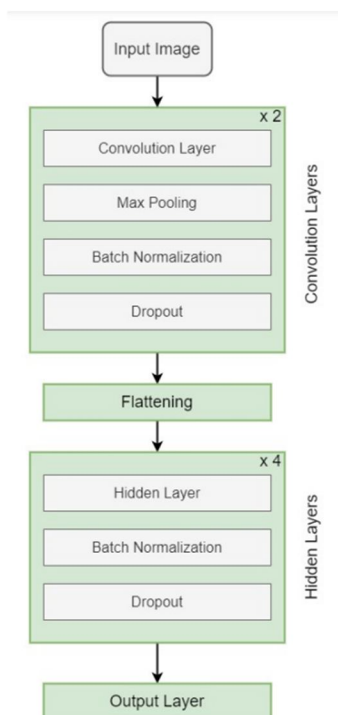 Input Image
x 2
Convolution Layer
Max Pooling
Batch Normalization
Dropout
Convolution Layers
Flattening
x 4
Hidden Layer
Batch Normalization
Dropout
Hidden Layers
Output Layer